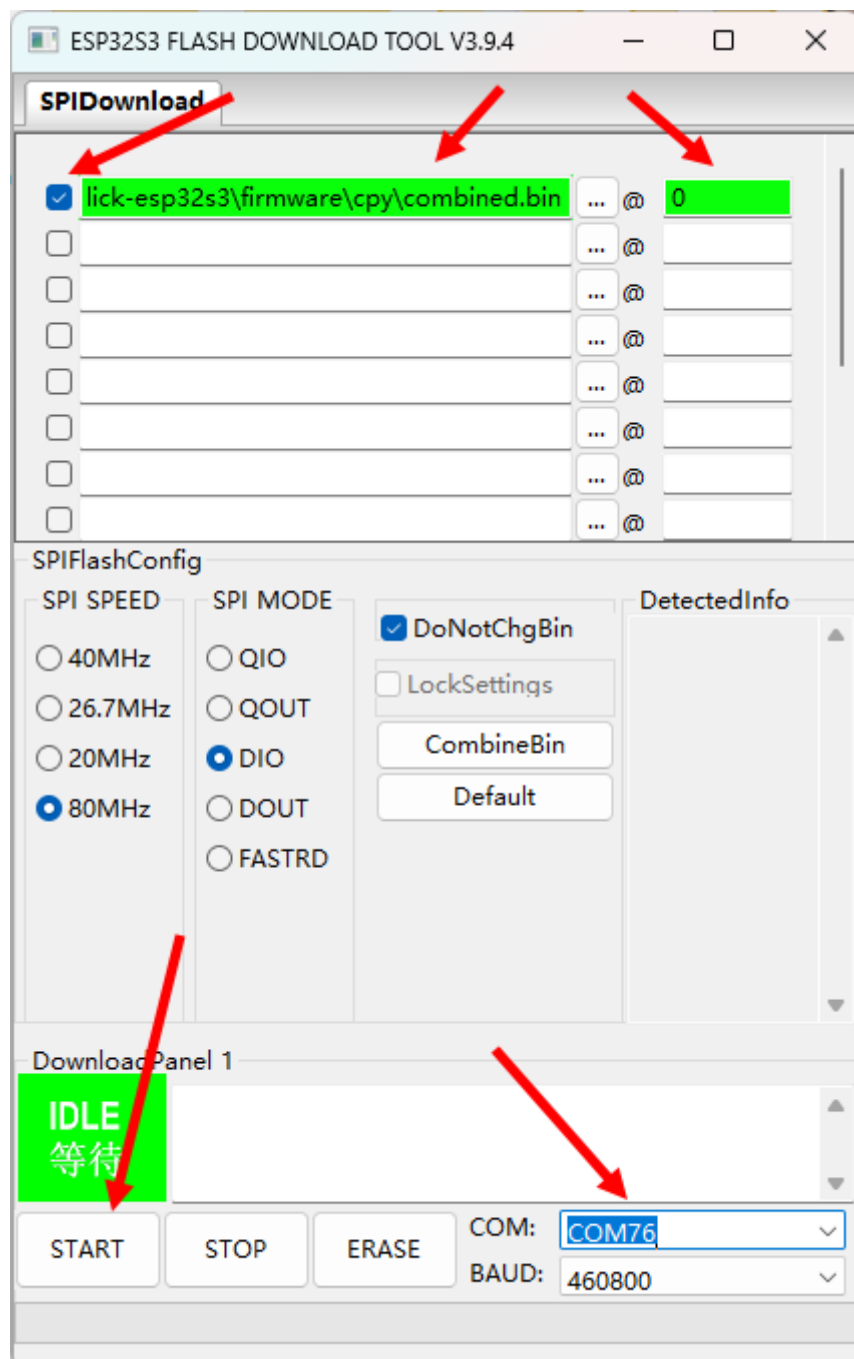 ESP32S3 FLASH DOWNLOAD TOOL V3.9.4
SPIDownload
lick-esp32s3\firmware\cpy\combined.bin ... @ 0
... @
... @
... @
... @
... @
... @
... @
SPIFlashConfig
SPI SPEED
40MHz
26.7MHz
20MHz
80MHz
SPI MODE
QIO
QOUT
DIO
DOUT
FASTRD
DoNotChgBin
LockSettings
CombineBin
Default
DetectedInfo
DownloadPanel 1
IDLE
等待
START STOP ERASE
COM: COM76
BAUD: 460800